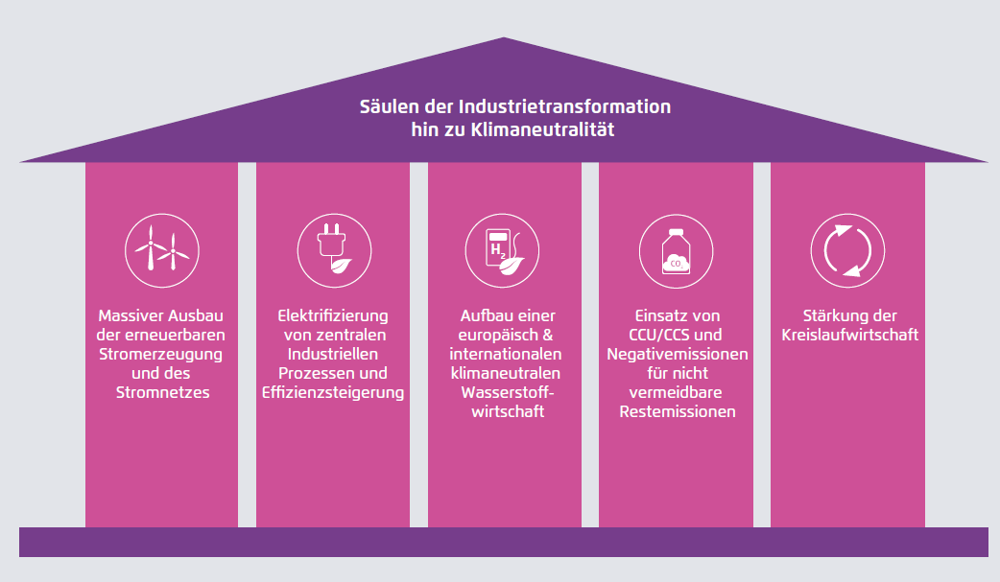 Säulen der Industrietransformation
hin zu Klimaneutralität
Massiver Ausbau
der erneuerbaren
Stromerzeugung
und des
Stromnetzes
Elektrifizierung
von zentralen
Industriellen
Prozessen und
Effizienzsteigerung
H₂
Aufbau einer
europäisch &
internationalen
klimaneutralen
Wasserstoff-
wirtschaft
CO₂
Einsatz von
CCU/CCS und
Negativemissionen
für nicht
vermeidbare
Restemissionen
Stärkung der
Kreislaufwirtschaft